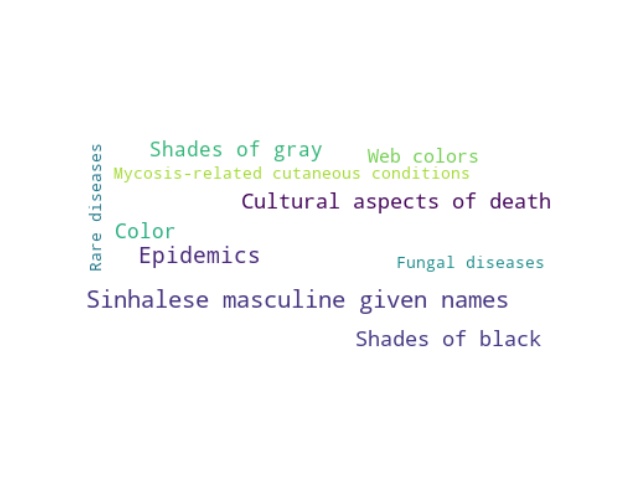 Shades of gray
Web colors
Mycosis-related cutaneous conditions
Rare diseases
Cultural aspects of death
Color
Epidemics
Fungal diseases
Sinhalese masculine given names
Shades of black